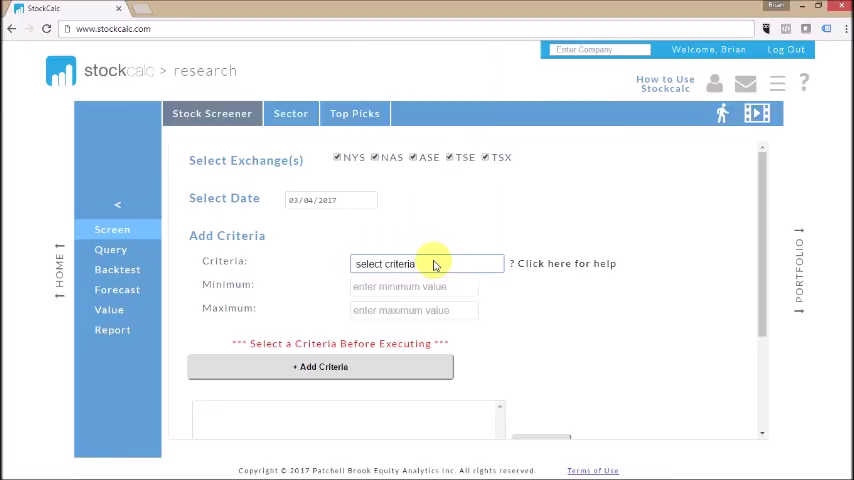 StockCalc
Brian
www.stockcalc.com
Enter Company
Welcome, Brian
Log Out
stockcalc > research
How to Use
Stockcalc
?
Stock Screener
Sector
Top Picks
<
Screen
Query
Backtest
Forecast
Value
Report
HOME
PORTFOLIO
Select Exchange(s)
NYS NAS ASE TSE TSX
Select Date
03/04/2017
Add Criteria
Criteria:
select criteria
? Click here for help
Minimum:
enter minimum value
Maximum:
enter maximum value
*** Select a Criteria Before Executing ***
+ Add Criteria
Copyright © 2017 Patchell Brook Equity Analytics Inc. All rights reserved.
Terms of Use